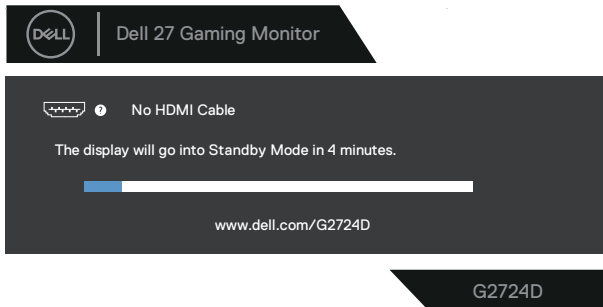 DELL
Dell 27 Gaming Monitor
? No HDMI Cable
The display will go into Standby Mode in 4 minutes.
www.dell.com/G2724D
G2724D